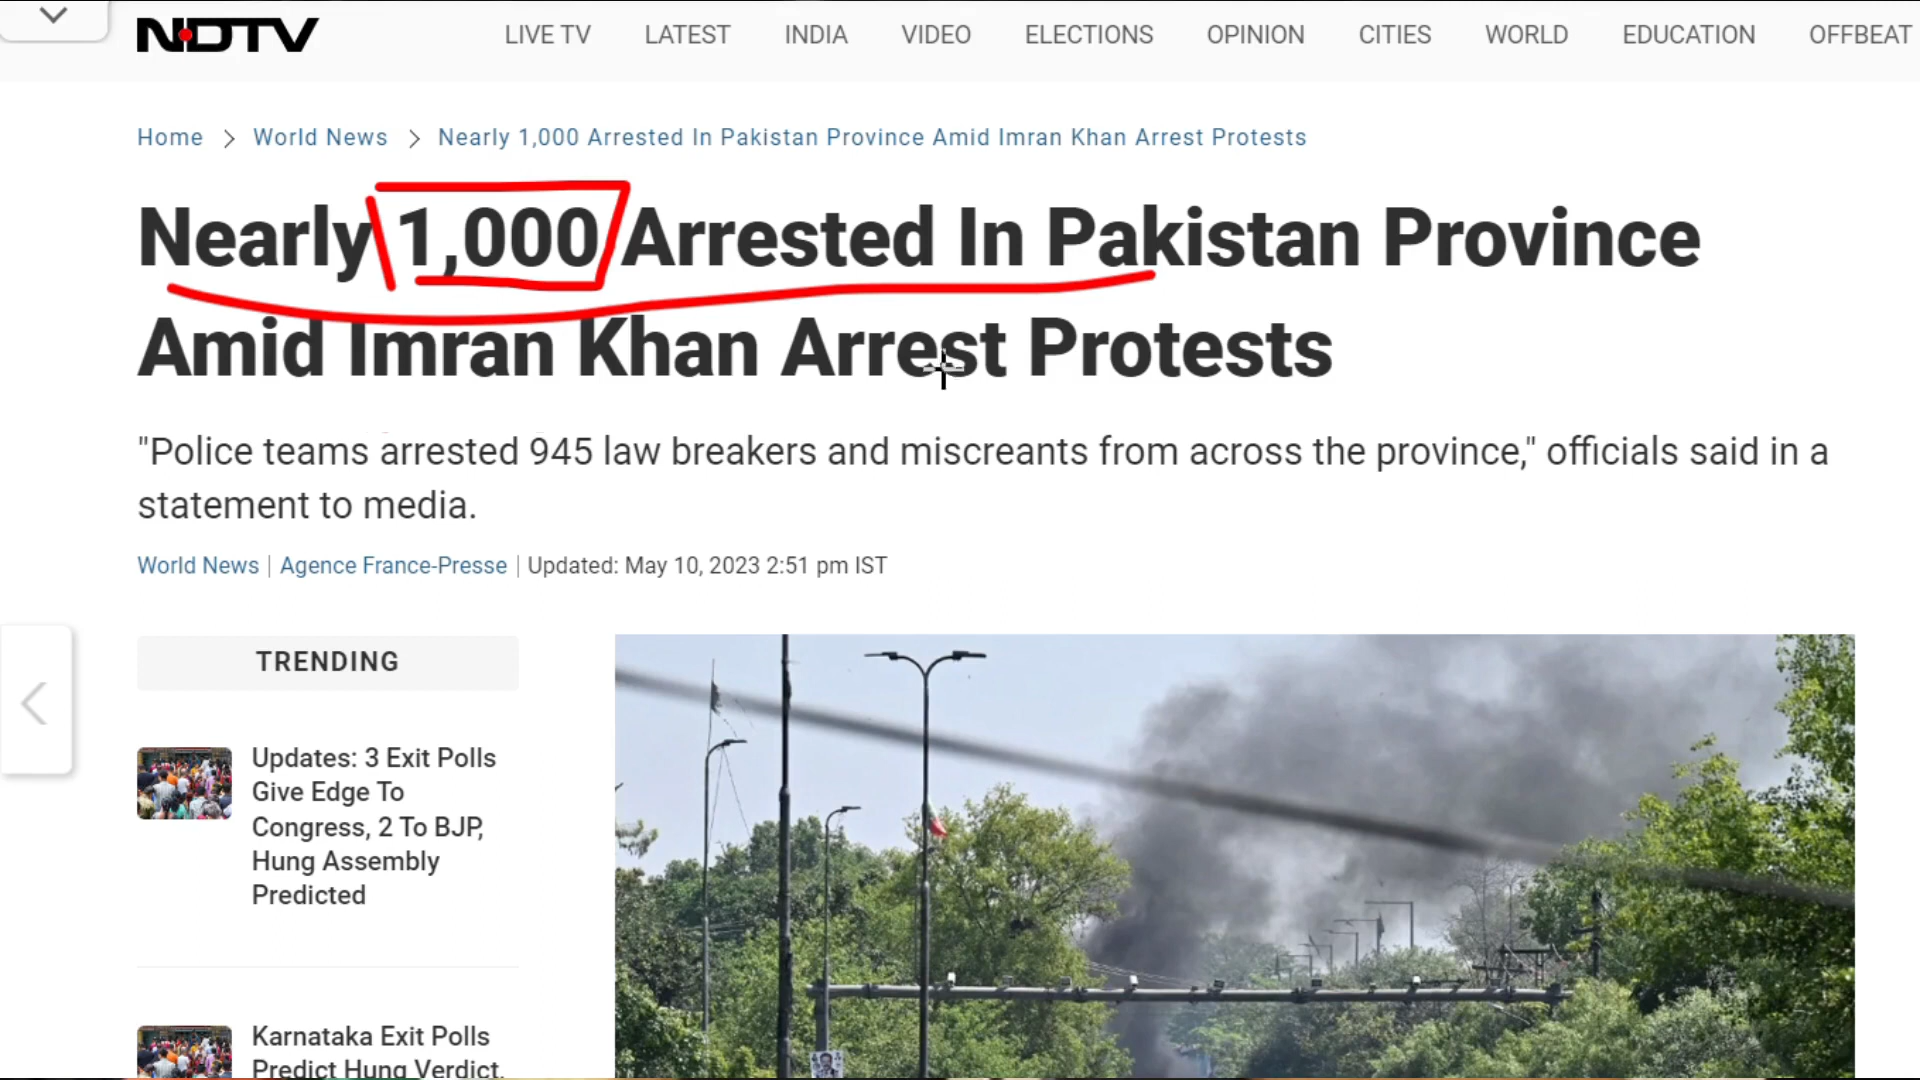 NDTV
LIVE TV LATEST INDIA VIDEO ELECTIONS OPINION CITIES WORLD EDUCATION OFFBEAT
Home > World News > Nearly 1,000 Arrested In Pakistan Province Amid Imran Khan Arrest Protests
Nearly 1,000 Arrested In Pakistan Province
Amid Imran Khan Arrest Protests
"Police teams arrested 945 law breakers and miscreants from across the province," officials said in a
statement to media.
World News | Agence France-Presse | Updated: May 10, 2023 2:51 pm IST
TRENDING
Updates: 3 Exit Polls
Give Edge To
Congress, 2 To BJP,
Hung Assembly
Predicted
Karnataka Exit Polls
Predict Hung Verdict,